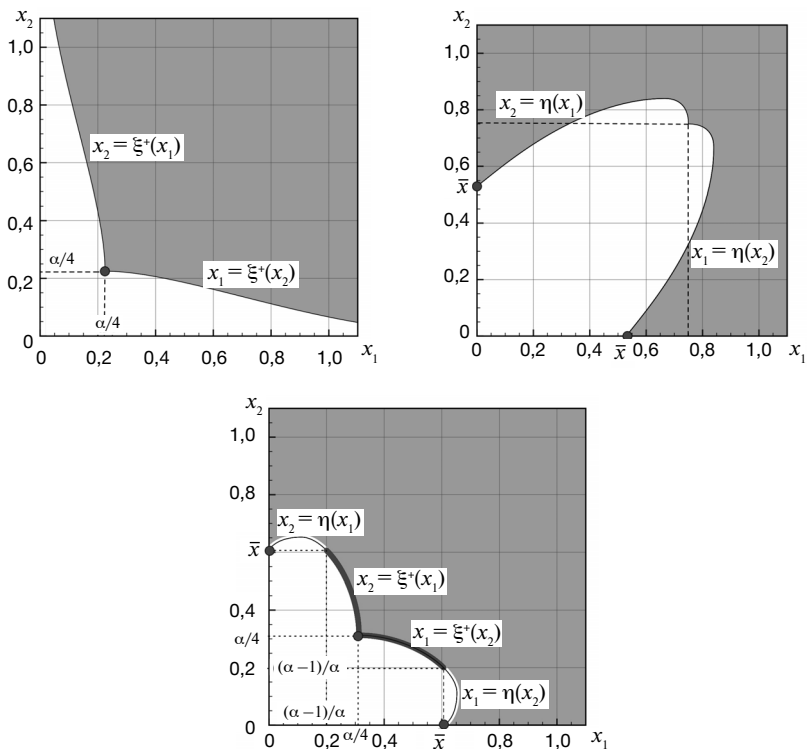 x₂
1,0
0,8
x₂ = ξ⁺(x₁)
0,6
0,4
α/4
x₁ = ξ⁺(x₂)
0,2
α/4
0
0 0,2 0,4 0,6 0,8 1,0 x₁
x₂
1,0
x₂ = η(x₁)
0,8
0,6
x̄
0,4
x₁ = η(x₂)
0,2
0
0 0,2 0,4 x̄ 0,6 0,8 1,0 x₁
x₂
1,0
0,8
x₂ = η(x₁)
x̄
x₂ = ξ⁺(x₁)
0,4
α/4
x₁ = ξ⁺(x₂)
0,2
(α −1)/α
x₁ = η(x₂)
(α −1)/α
0
0 0,2 α/4 0,4 x̄ 0,8 1,0 x₁